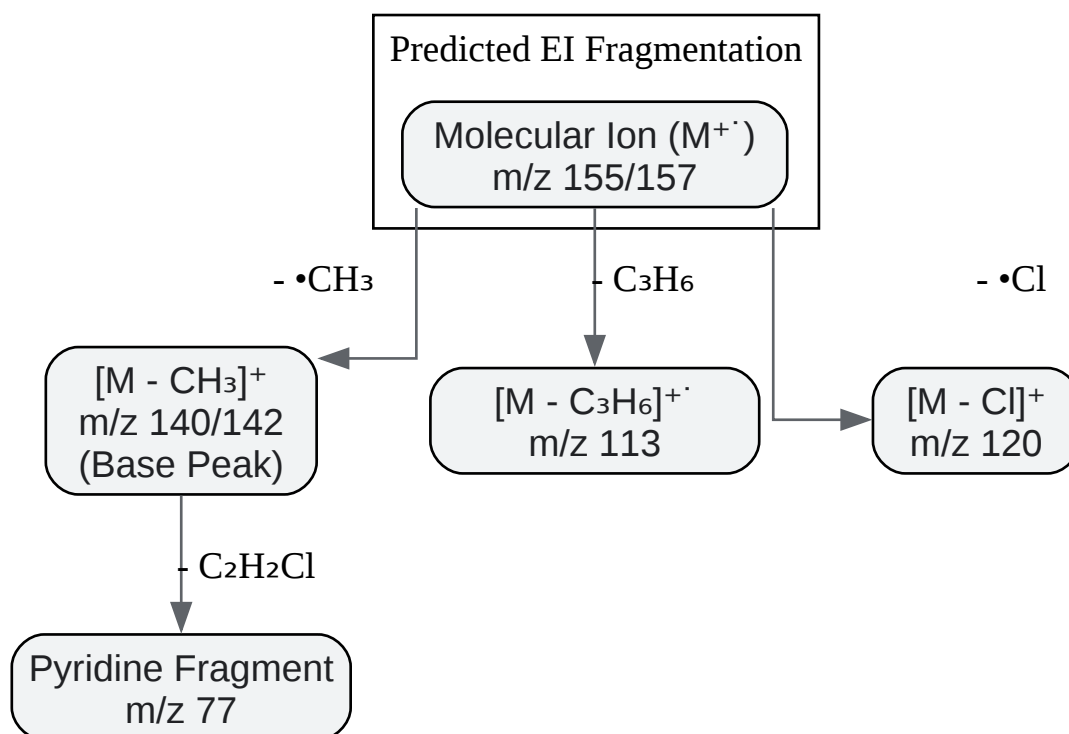 Predicted EI Fragmentation
Molecular Ion (M⁺˙)
m/z 155/157
- •CH₃
- C₃H₆
- •Cl
[M - CH₃]⁺
m/z 140/142
(Base Peak)
[M - C₃H₆]⁺˙
m/z 113
[M - Cl]⁺
m/z 120
- C₂H₂Cl
Pyridine Fragment
m/z 77